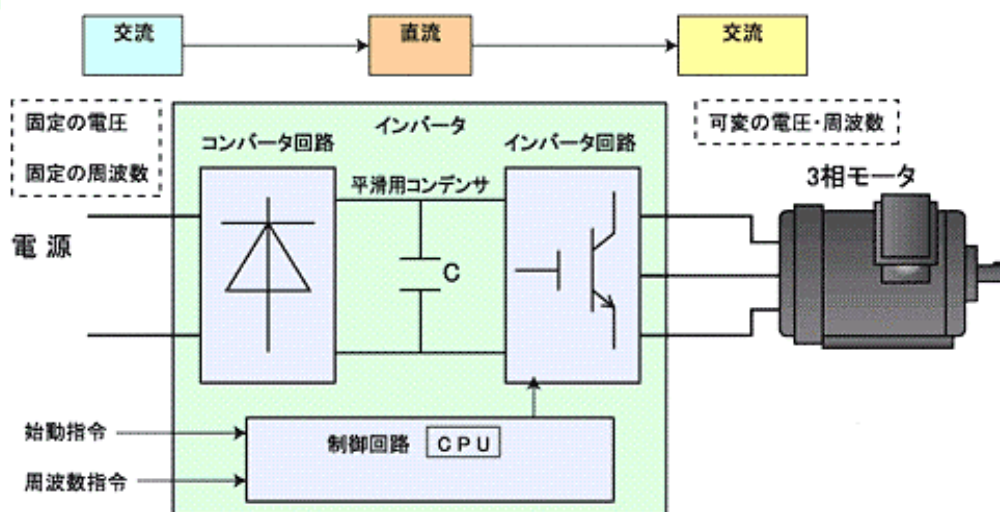 交流
直流
交流
固定の電圧
固定の周波数
インバータ
コンバータ回路
インバータ回路
可変の電圧・周波数
平滑用コンデンサ
3相モータ
電源
C
始動指令
制御回路 CPU
周波数指令